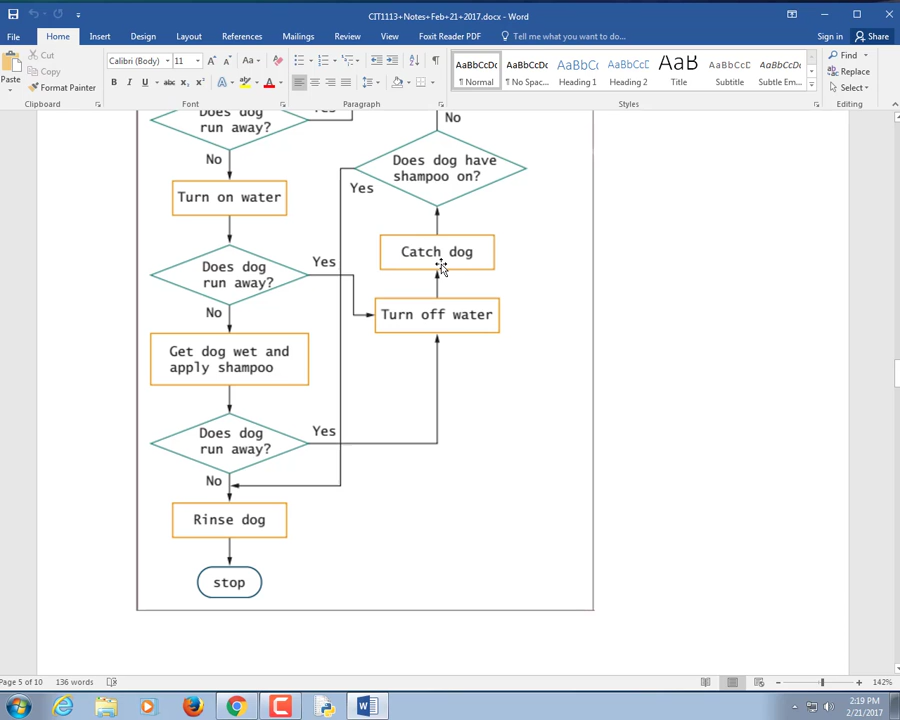 CIT1113+Notes+Feb+21+2017.docx - Word
File Home Insert Design Layout References Mailings Review View Foxit Reader PDF Tell me what you want to do... Sign in Share
Paste
Cut
Copy
Format Painter
Clipboard
Calibri (Body) 11
B I U abc X₂ X²
Font
Paragraph
AaBbCcDc AaBbCcDc AaBbCc AaBbCcD AaB AaBbCcD AaBbCcDc
¶ Normal ¶ No Spac... Heading 1 Heading 2 Title Subtitle Subtle Em...
Styles
Find
Replace
Select
Editing
Does dog
run away?
Yes
No
No
Does dog have
shampoo on?
Yes
Turn on water
Catch dog
Does dog
run away?
Yes
No
Turn off water
Get dog wet and
apply shampoo
Does dog
run away?
Yes
No
Rinse dog
stop
Page 5 of 10 136 words 142%
2:19 PM
2/21/2017